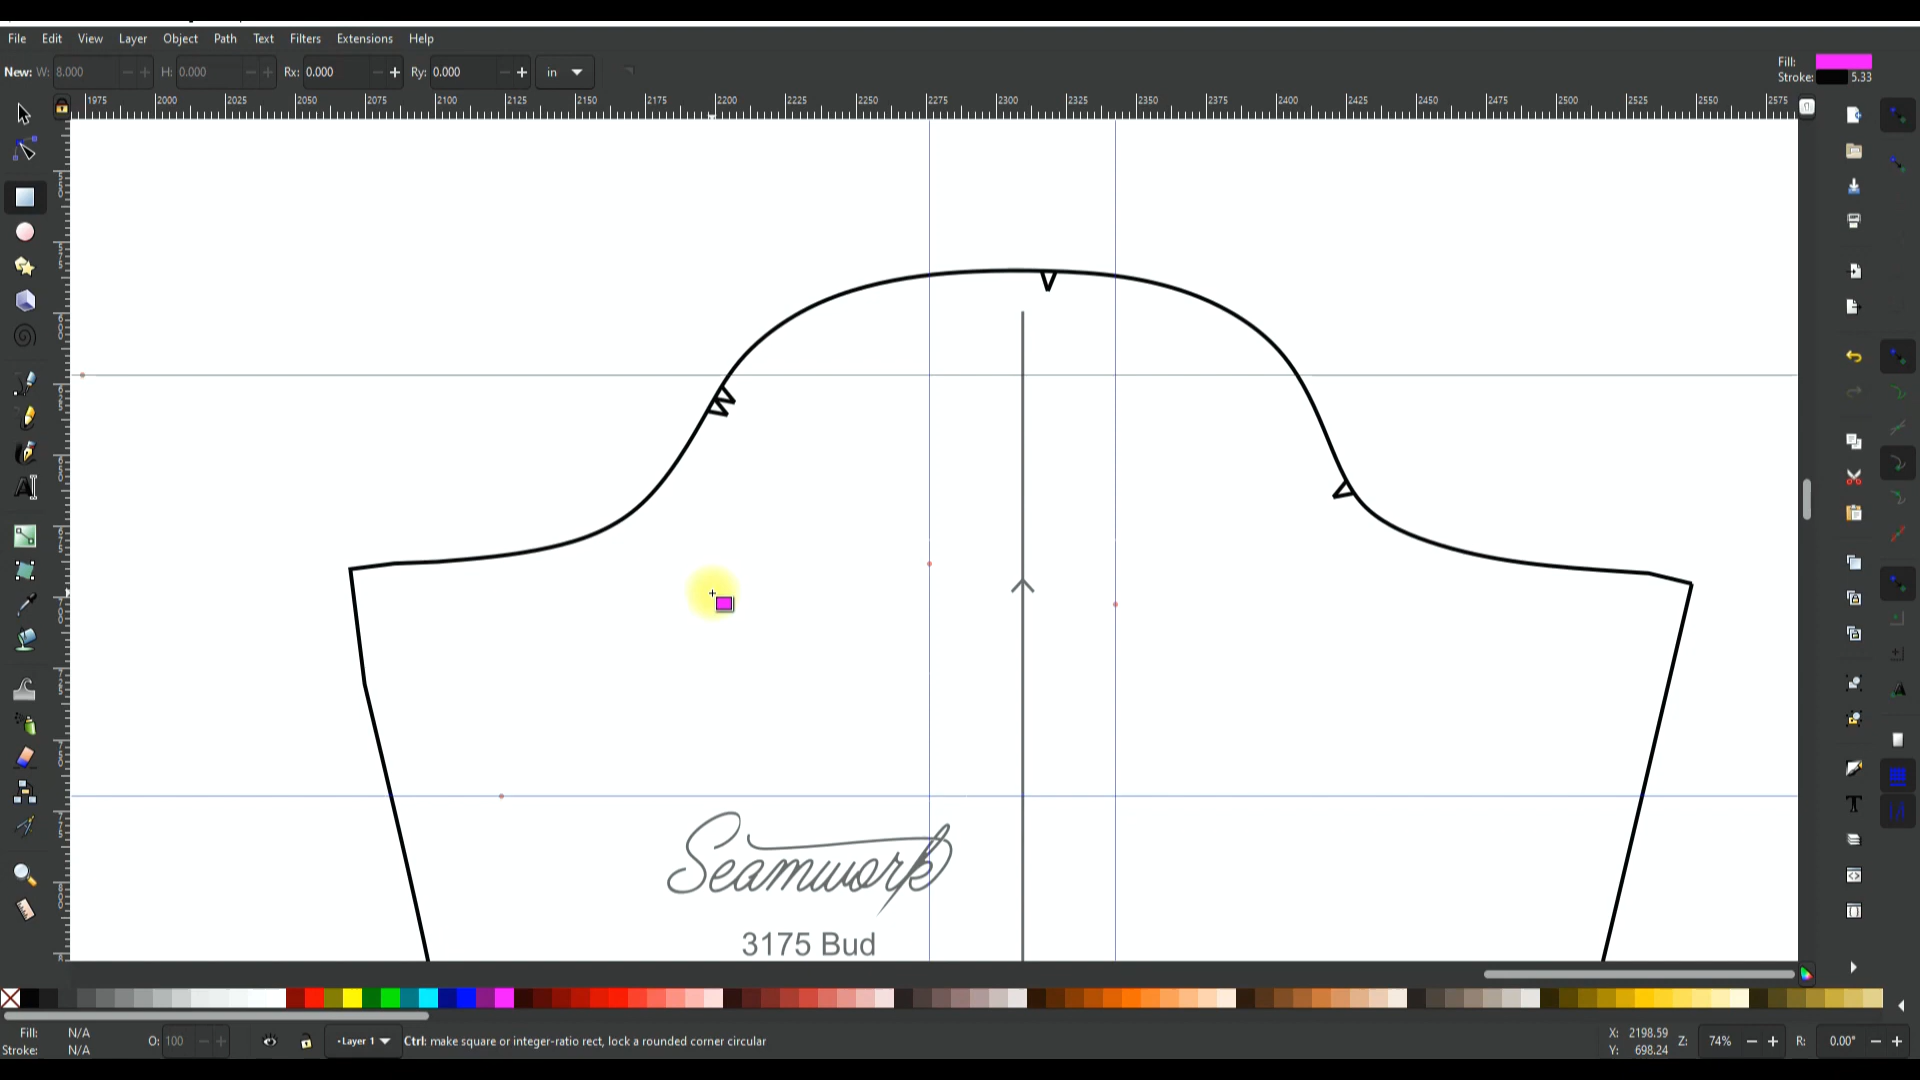 File Edit View Layer Object Path Text Filters Extensions Help
New: W: 8.000 H: 0.000 Rx: 0.000 Ry: 0.000 in
Fill:
Stroke: 5.33
1975 2000 2025 2050 2075 2100 2125 2150 2175 2200 2225 2250 2275 2300 2325 2350 2375 2400 2425 2450 2475 2500 2525 2550 2575
Seamwork
3175 Bud
Fill: N/A
Stroke: N/A
O: 100
Layer 1
Ctrl: make square or integer-ratio rect, lock a rounded corner circular
X: 2198.59
Y: 698.24
Z: 74%
R: 0.00°